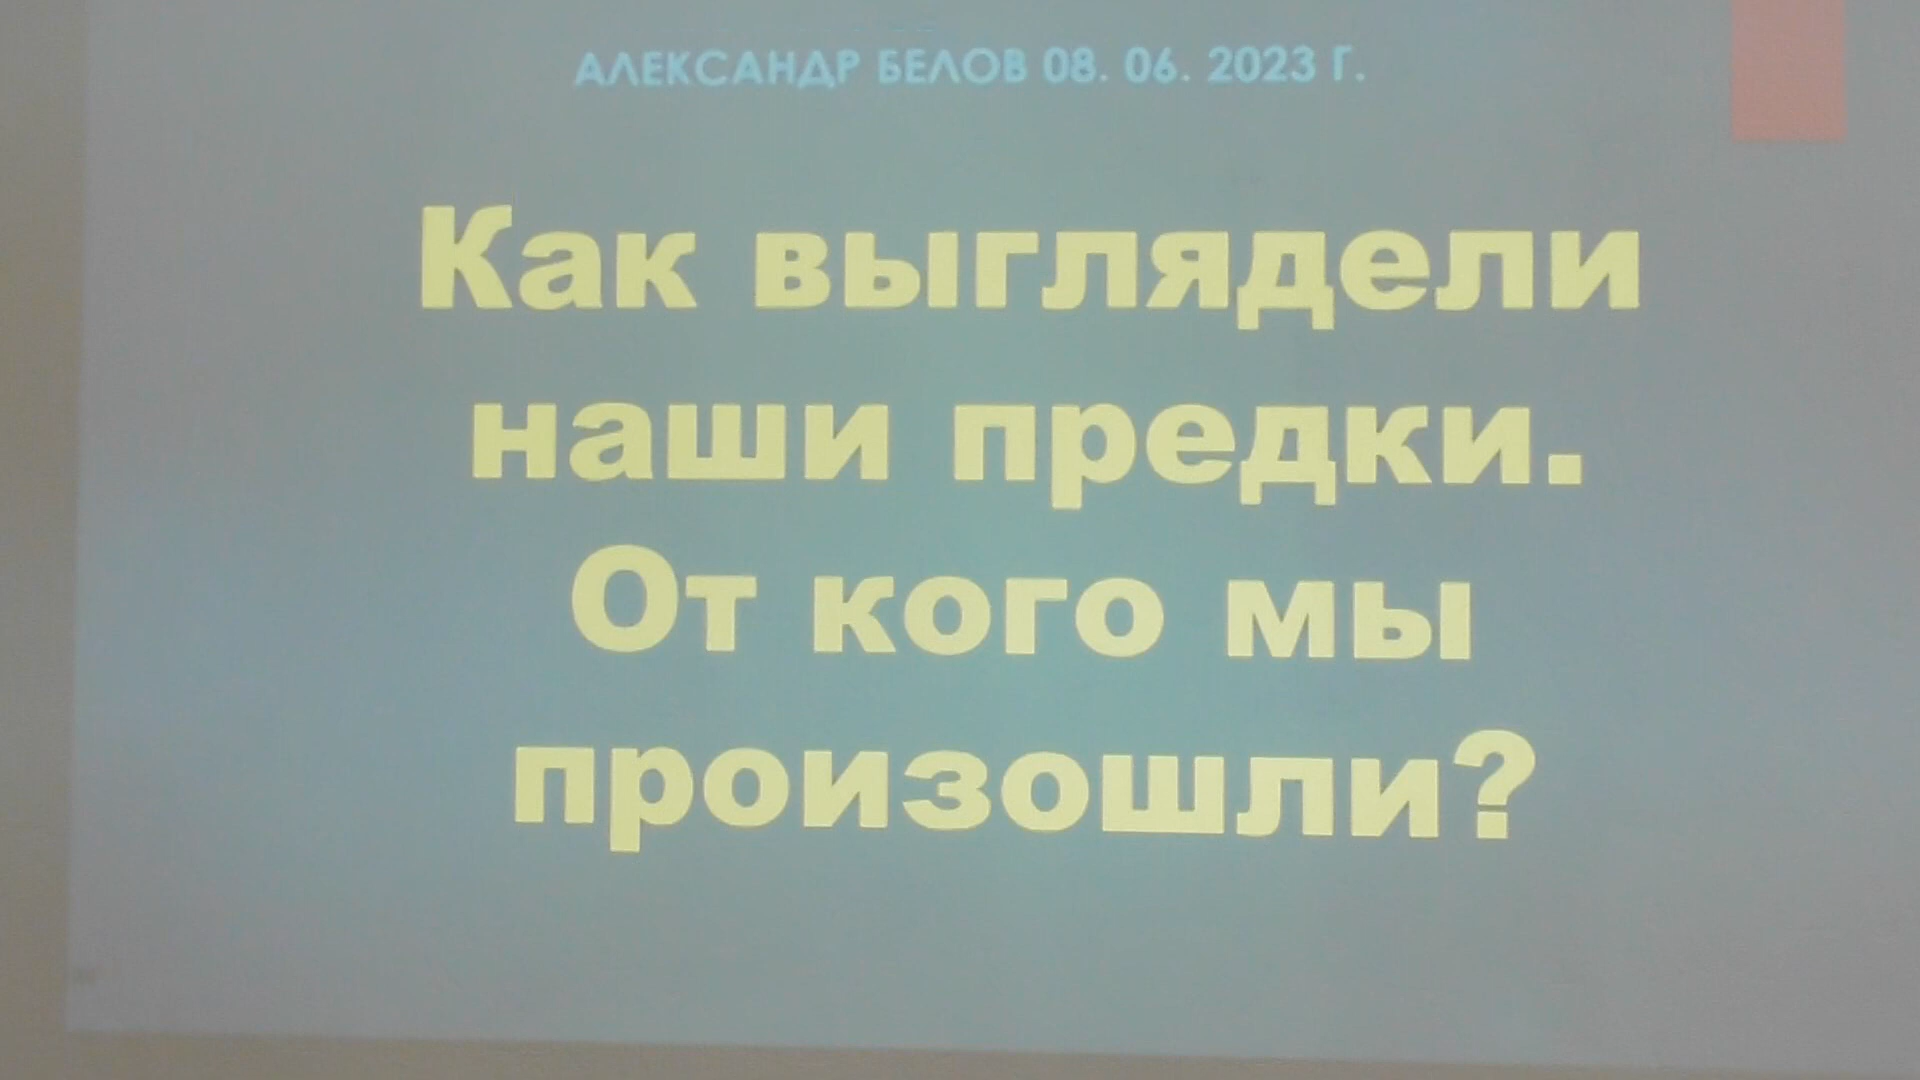 АЛЕКСАНДР БЕЛОВ 08. 06. 2023 Г.
Как выглядели
наши предки.
От кого мы
произошли?